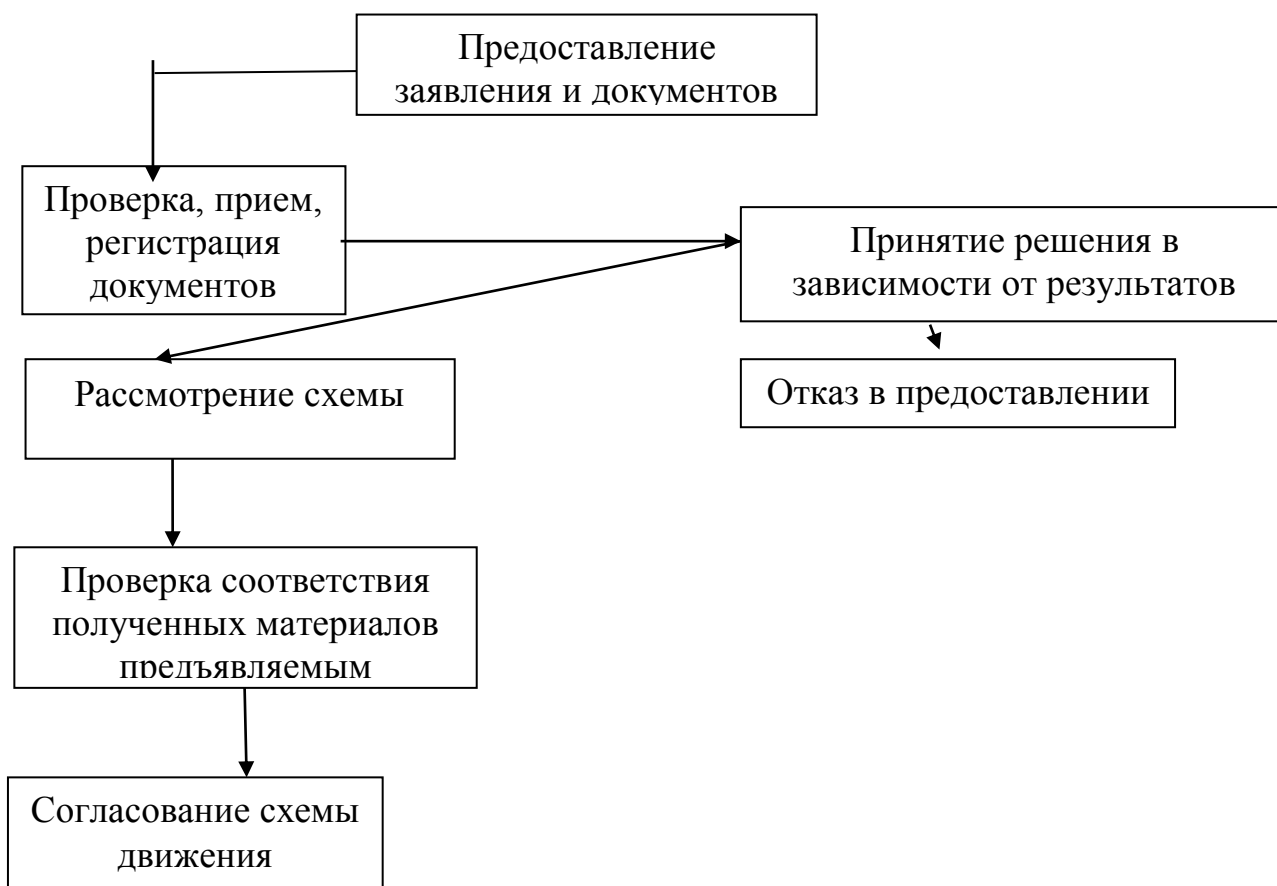 Предоставление
заявления и документов
Проверка, прием,
регистрация
документов
Принятие решения в
зависимости от результатов
Рассмотрение схемы
Отказ в предоставлении
Проверка соответствия
полученных материалов
предъявляемым
Согласование схемы
движения